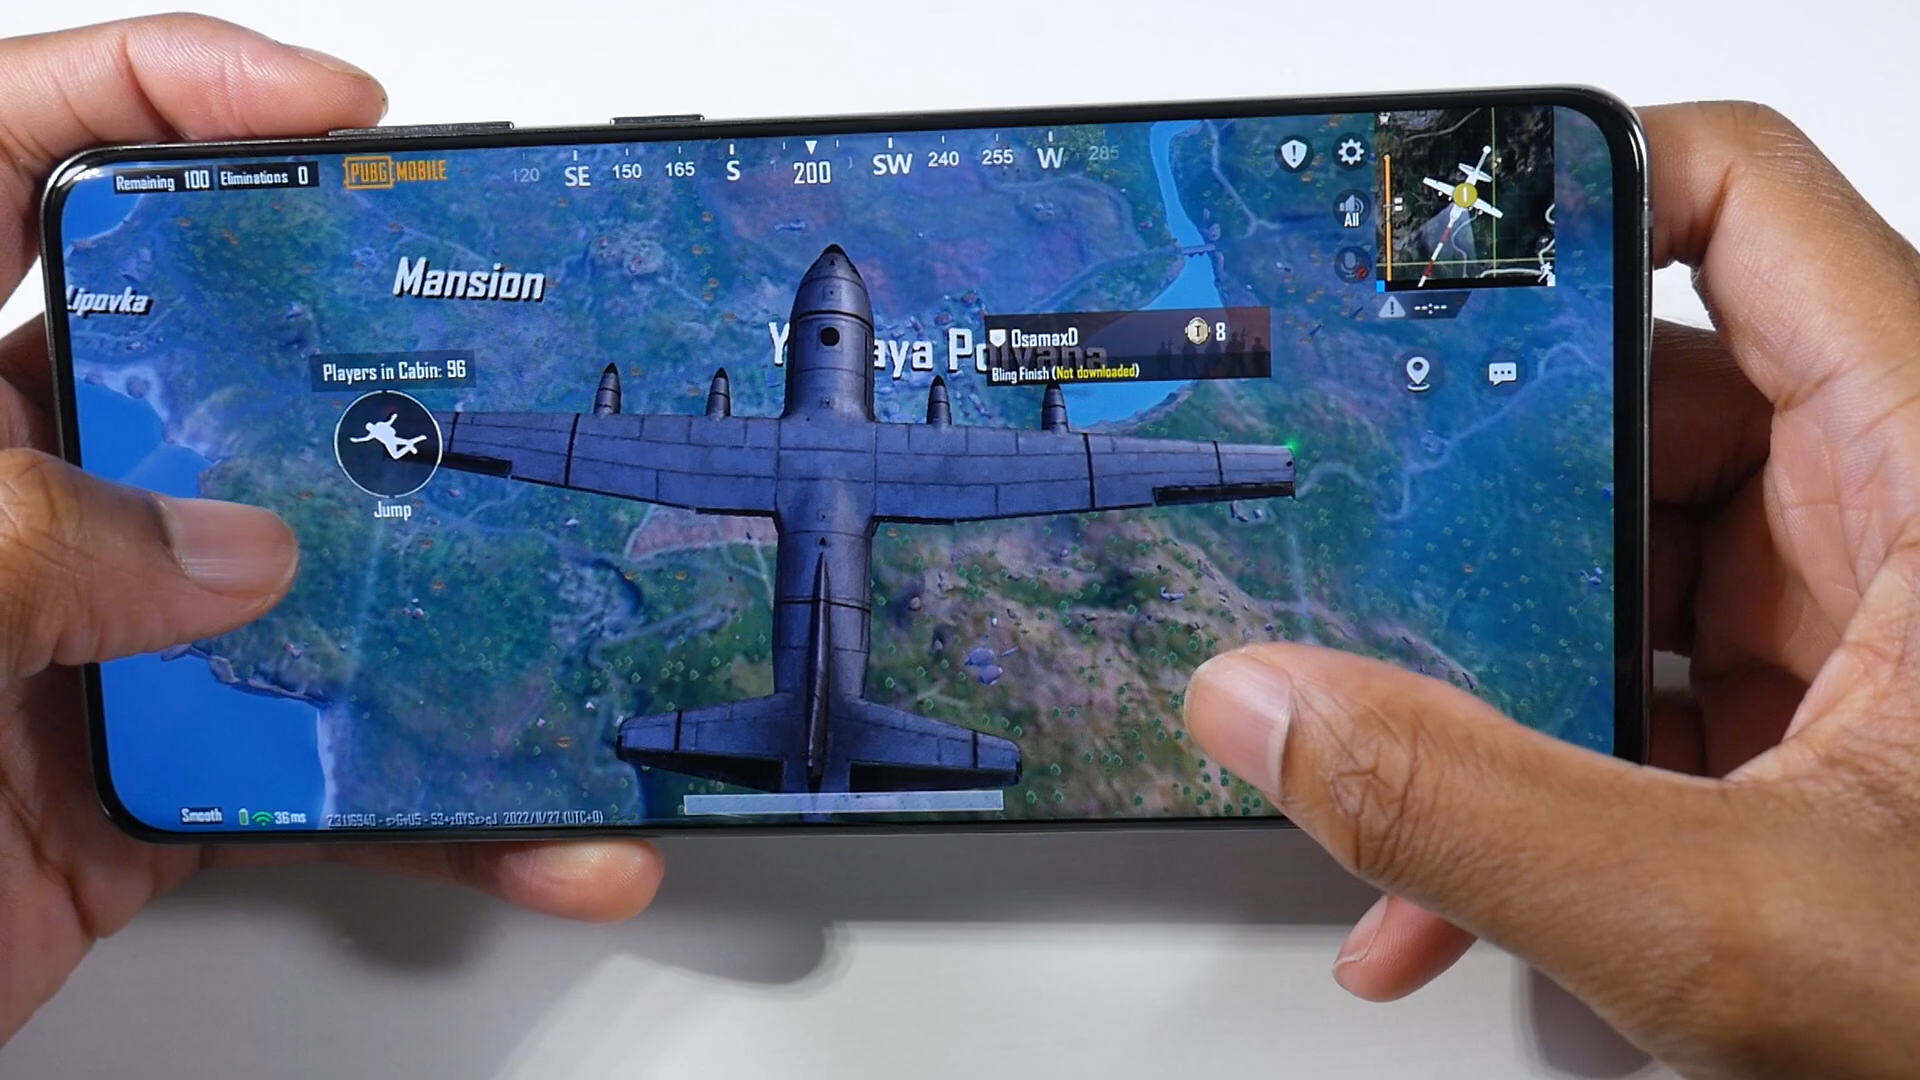 Remaining 100 Eliminations 0 PUBG MOBILE
120 SE 150 165 S 200 SW 240 255 W 285
All
1
Mansion
Lipovka
OsamaxD 8
Bling Finish (Not downloaded)
Players in Cabin: 96
Jump
Smooth 36ms 2022/11/27 (UTC+0)